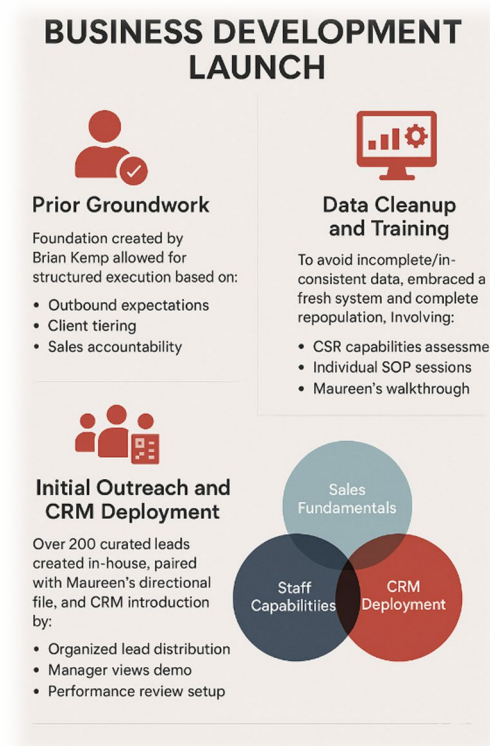 BUSINESS DEVELOPMENT
LAUNCH
Prior Groundwork
Foundation created by
Brian Kemp allowed for
structured execution based on:
• Outbound expectations
• Client tiering
• Sales accountability
Data Cleanup
and Training
To avoid incomplete/in-
consistent data, embraced a
fresh system and complete
repopulation, Involving:
• CSR capabilities assessme
• Individual SOP sessions
• Maureen's walkthrough
Initial Outreach and
CRM Deployment
Over 200 curated leads
created in-house, paired
with Maureen's directional
file, and CRM introduction
by:
• Organized lead distribution
• Manager views demo
• Performance review setup
Sales
Fundamentals
Staff
Capabilitiies
CRM
Deployment